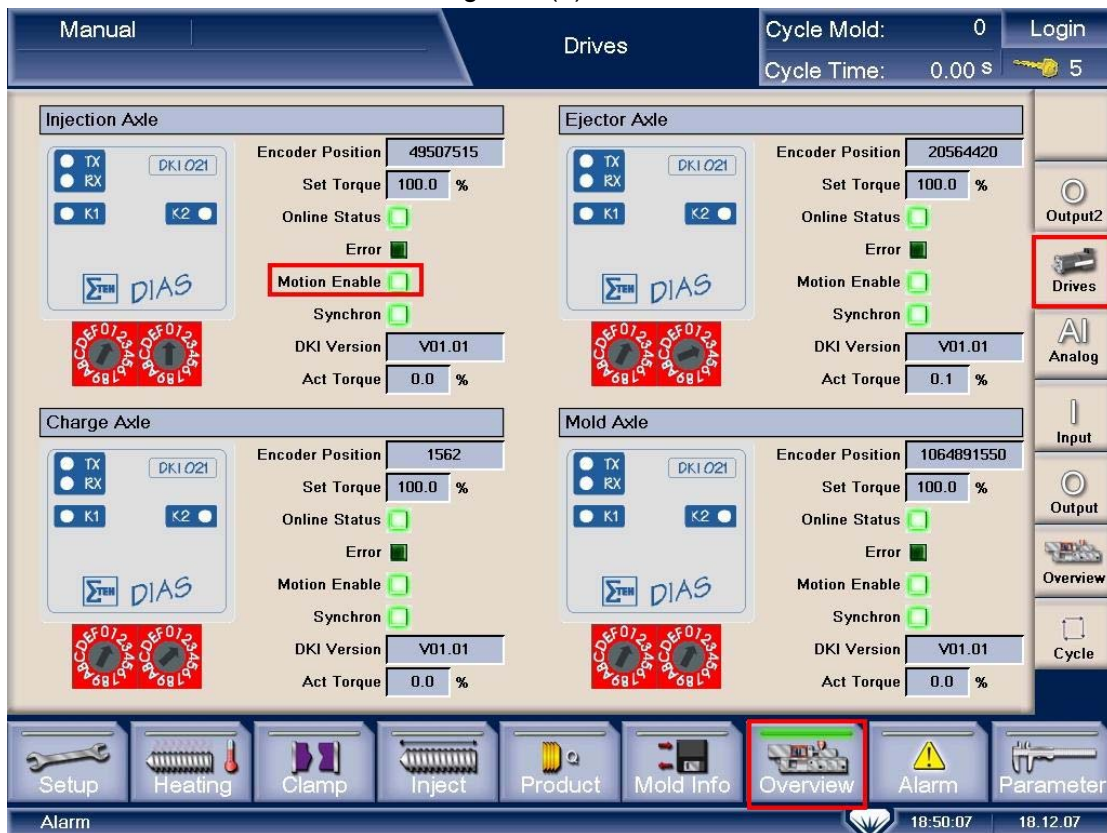 Manual
Drives
Cycle Mold: 0
Login
Cycle Time: 0.00 s
5
Injection Axle
TX
RX
DKI 021
K1
K2
DIAS
Encoder Position 49507515
Set Torque 100.0 %
Online Status
Error
Motion Enable
Synchron
DKI Version V01.01
Act Torque 0.0 %
Ejector Axle
TX
RX
DKI 021
K1
K2
DIAS
Encoder Position 20564420
Set Torque 100.0 %
Online Status
Error
Motion Enable
Synchron
DKI Version V01.01
Act Torque 0.1 %
Charge Axle
TX
RX
DKI 021
K1
K2
DIAS
Encoder Position 1562
Set Torque 100.0 %
Online Status
Error
Motion Enable
Synchron
DKI Version V01.01
Act Torque 0.0 %
Mold Axle
TX
RX
DKI 021
K1
K2
DIAS
Encoder Position 1064891550
Set Torque 100.0 %
Online Status
Error
Motion Enable
Synchron
DKI Version V01.01
Act Torque 0.0 %
Output2
Drives
AI
Analog
Input
Output
Overview
Cycle
Setup
Heating
Clamp
Inject
Product
Mold Info
Overview
Alarm
Parameter
Alarm
18:50:07
18.12.07